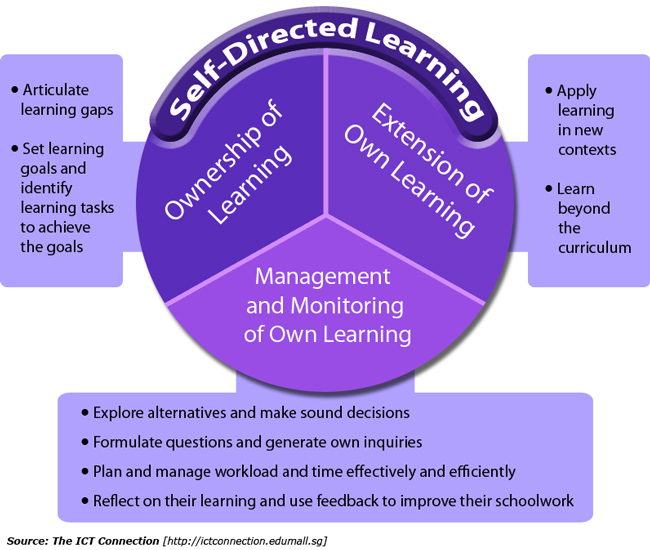 Self-Directed Learning
• Articulate
learning gaps
• Set learning
goals and
identify
learning tasks
to achieve
the goals
Ownership of
Learning
Extension of
Own Learning
• Apply
learning
in new
contexts
• Learn
beyond
the
curriculum
Management
and Monitoring
of Own Learning
• Explore alternatives and make sound decisions
• Formulate questions and generate own inquiries
• Plan and manage workload and time effectively and efficiently
• Reflect on their learning and use feedback to improve their schoolwork
Source: The ICT Connection [http://ictconnection.edumall.sg]